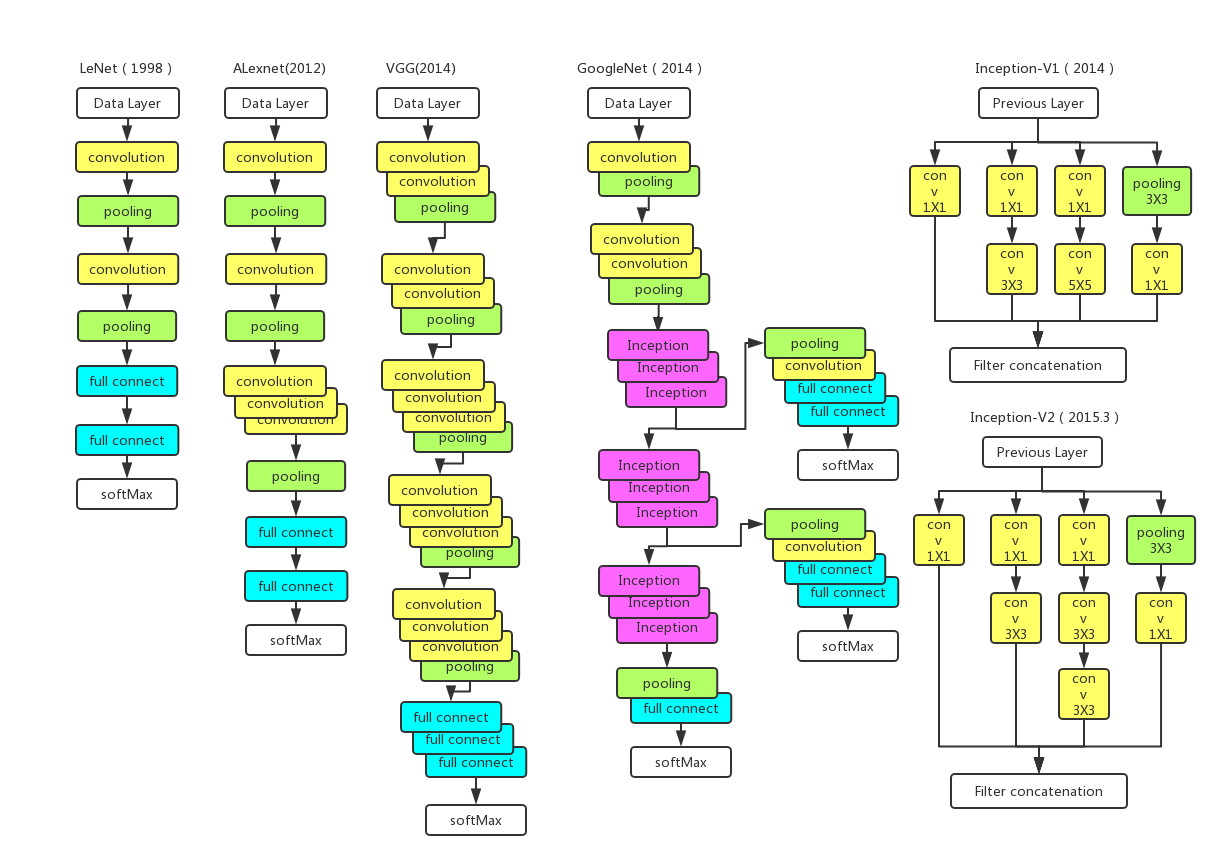 LeNet ( 1998 )
Data Layer
convolution
pooling
convolution
pooling
full connect
full connect
softMax
ALexnet(2012)
Data Layer
convolution
pooling
convolution
pooling
convolution
convolution
convolution
pooling
full connect
full connect
softMax
VGG(2014)
Data Layer
convolution
convolution
pooling
convolution
convolution
pooling
convolution
convolution
convolution
pooling
convolution
convolution
convolution
pooling
convolution
convolution
convolution
pooling
full connect
full connect
full connect
softMax
GoogleNet ( 2014 )
Data Layer
convolution
pooling
convolution
convolution
pooling
Inception
Inception
Inception
Inception
Inception
Inception
Inception
Inception
Inception
pooling
full connect
softMax
pooling
convolution
full connect
full connect
softMax
pooling
convolution
full connect
full connect
softMax
Inception-V1 ( 2014 )
Previous Layer
con
v
1X1
con
v
1X1
con
v
1X1
pooling
3X3
con
v
3X3
con
v
5X5
con
v
1X1
Filter concatenation
Inception-V2 ( 2015.3 )
Previous Layer
con
v
1X1
con
v
1X1
con
v
1X1
pooling
3X3
con
v
3X3
con
v
3X3
con
v
1X1
con
v
3X3
Filter concatenation